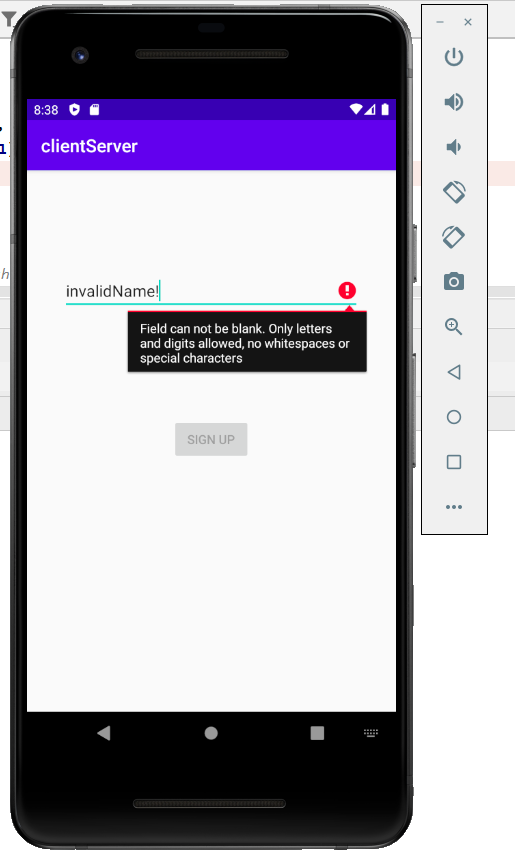 8:38
clientServer
invalidName!
Field can not be blank. Only letters
and digits allowed, no whitespaces or
special characters
SIGN UP